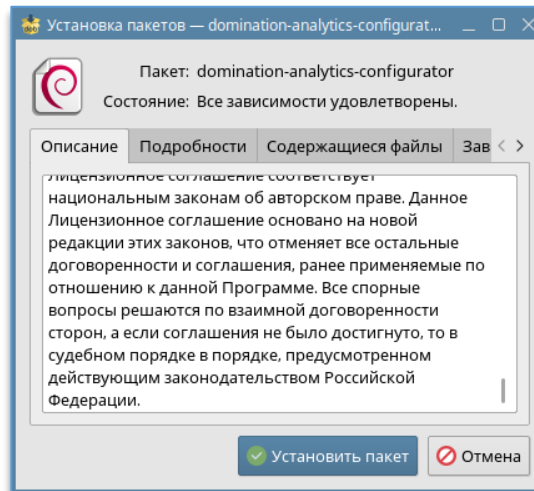 Установка пакетов — domination-analytics-configurat...
Пакет: domination-analytics-configurator
Состояние: Все зависимости удовлетворены.
Описание Подробности Содержащиеся файлы Зав
Лицензионное соглашение соответствует
национальным законам об авторском праве. Данное
Лицензионное соглашение основано на новой
редакции этих законов, что отменяет все остальные
договоренности и соглашения, ранее применяемые по
отношению к данной Программе. Все спорные
вопросы решаются по взаимной договоренности
сторон, а если соглашения не было достигнуто, то в
судебном порядке в порядке, предусмотренном
действующим законодательством Российской
Федерации.
Установить пакет Отмена